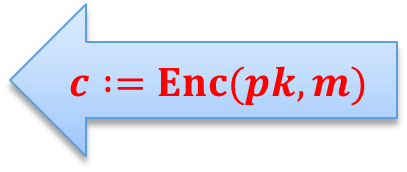 c := Enc(pk, m)